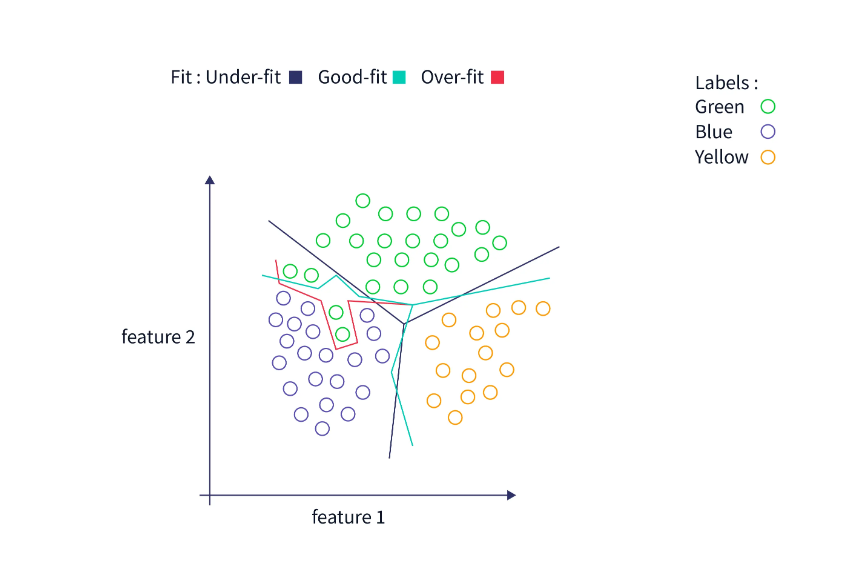 Fit : Under-fit Good-fit Over-fit
Labels :
Green
Blue
Yellow
feature 2
feature 1